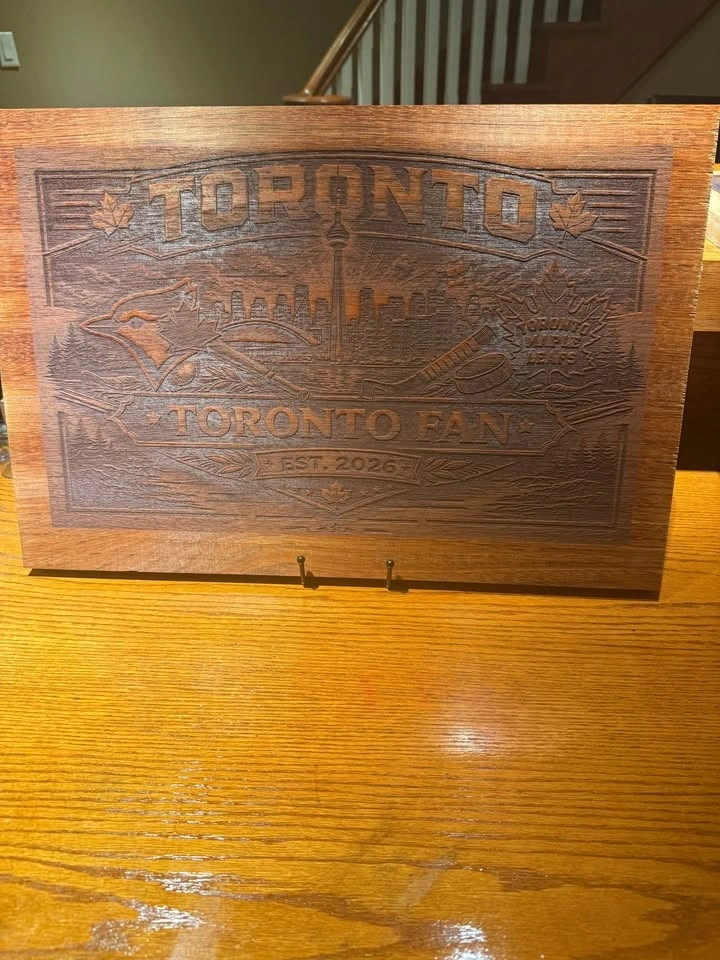 TORONTO
TORONTO
MAPLE
LEAFS
TORONTO FAN
EST. 2026